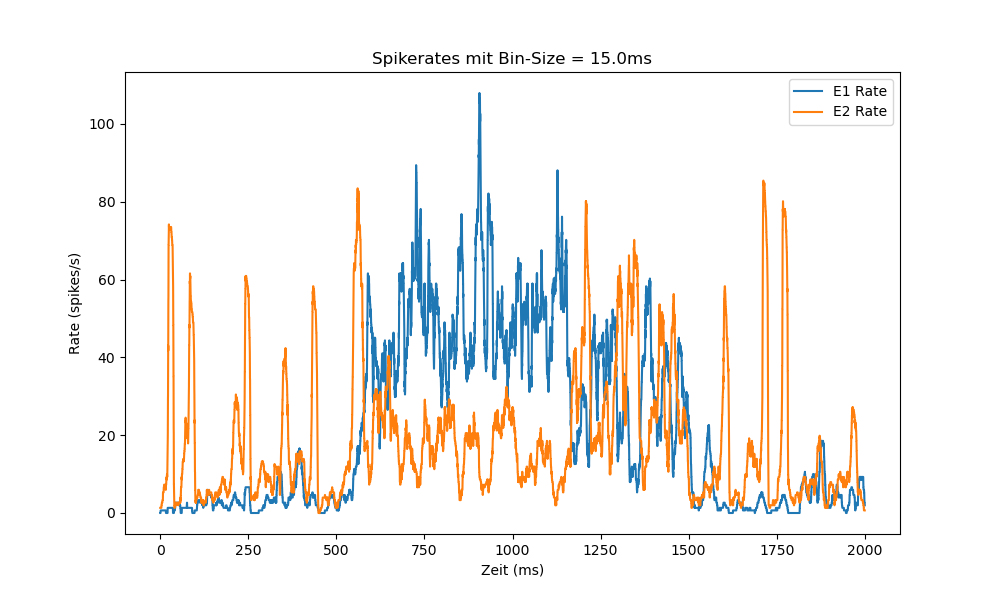 Spikerates mit Bin-Size = 15.0ms
E1 Rate
E2 Rate
100
80
60
40
20
0
Rate (spikes/s)
0 250 500 750 1000 1250 1500 1750 2000
Zeit (ms)